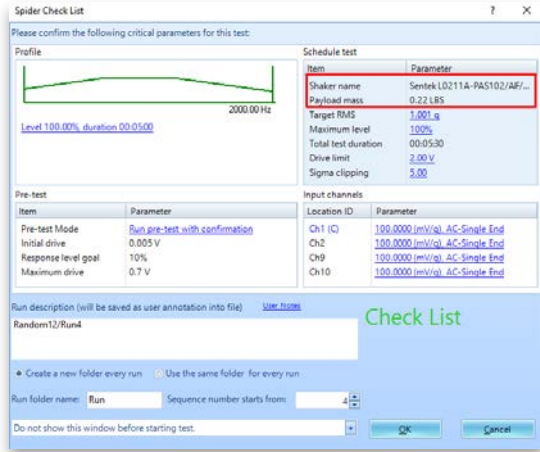 Spider Check List
? ×
Please confirm the following critical parameters for this test:
Profile
2000.00 Hz
Level 100.00%, duration 00:05:00
Schedule test
Item Parameter
Shaker name Sentek L0211A-PAS102/AF/...
Payload mass 0.22 LBS
Target RMS 1.001 g
Maximum level 100%
Total test duration 00:05:30
Drive limit 2.00 V
Sigma clipping 5.00
Pre-test
Item Parameter
Pre-test Mode Run pre-test with confirmation
Initial drive 0.005 V
Response level goal 10%
Maximum drive 0.7 V
Input channels
Location ID Parameter
Ch1 (C) 100.0000 (mV/g), AC-Single End
Ch2 100.0000 (mV/g), AC-Single End
Ch9 100.0000 (mV/g), AC-Single End
Ch10 100.0000 (mV/g), AC-Single End
Run description (will be saved as user annotation into file) User Notes
Random12/Run4
Check List
Create a new folder every run Use the same folder for every run
Run folder name: Run Sequence number starts from: 4
Do not show this window before starting test.
OK Cancel